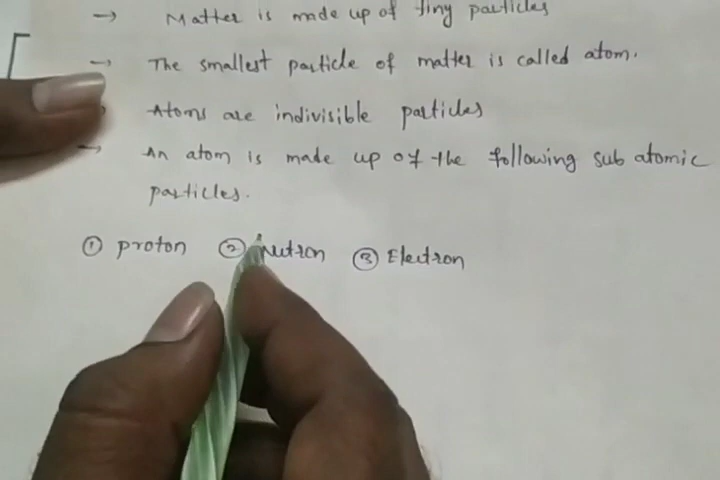 → Matter is made up of tiny particles
→ The smallest particle of matter is called atom.
Atoms are indivisible particles
→ An atom is made up of the following sub atomic
particles.
① proton ② Nutron ③ Electron